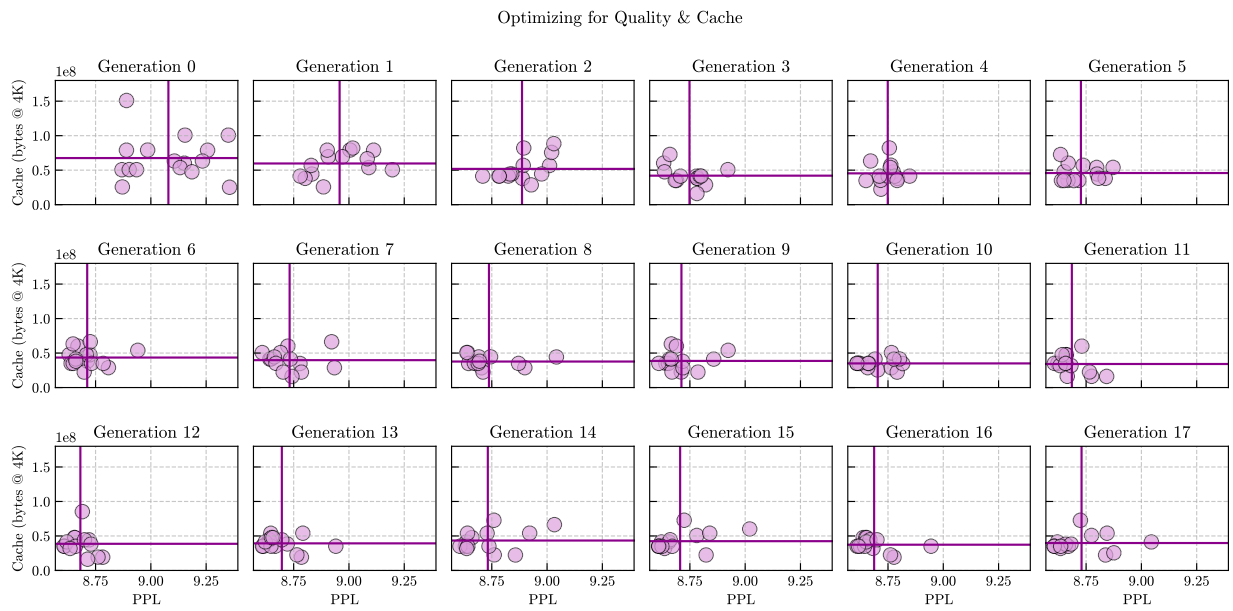 Optimizing for Quality & Cache
Generation 0
Generation 1
Generation 2
Generation 3
Generation 4
Generation 5
1e8
Cache (bytes @ 4K)
1.5
1.0
0.5
0.0
Generation 6
Generation 7
Generation 8
Generation 9
Generation 10
Generation 11
1e8
Cache (bytes @ 4K)
1.5
1.0
0.5
0.0
Generation 12
Generation 13
Generation 14
Generation 15
Generation 16
Generation 17
1e8
Cache (bytes @ 4K)
1.5
1.0
0.5
0.0
8.75 9.00 9.25
8.75 9.00 9.25
8.75 9.00 9.25
8.75 9.00 9.25
8.75 9.00 9.25
8.75 9.00 9.25
PPL
PPL
PPL
PPL
PPL
PPL